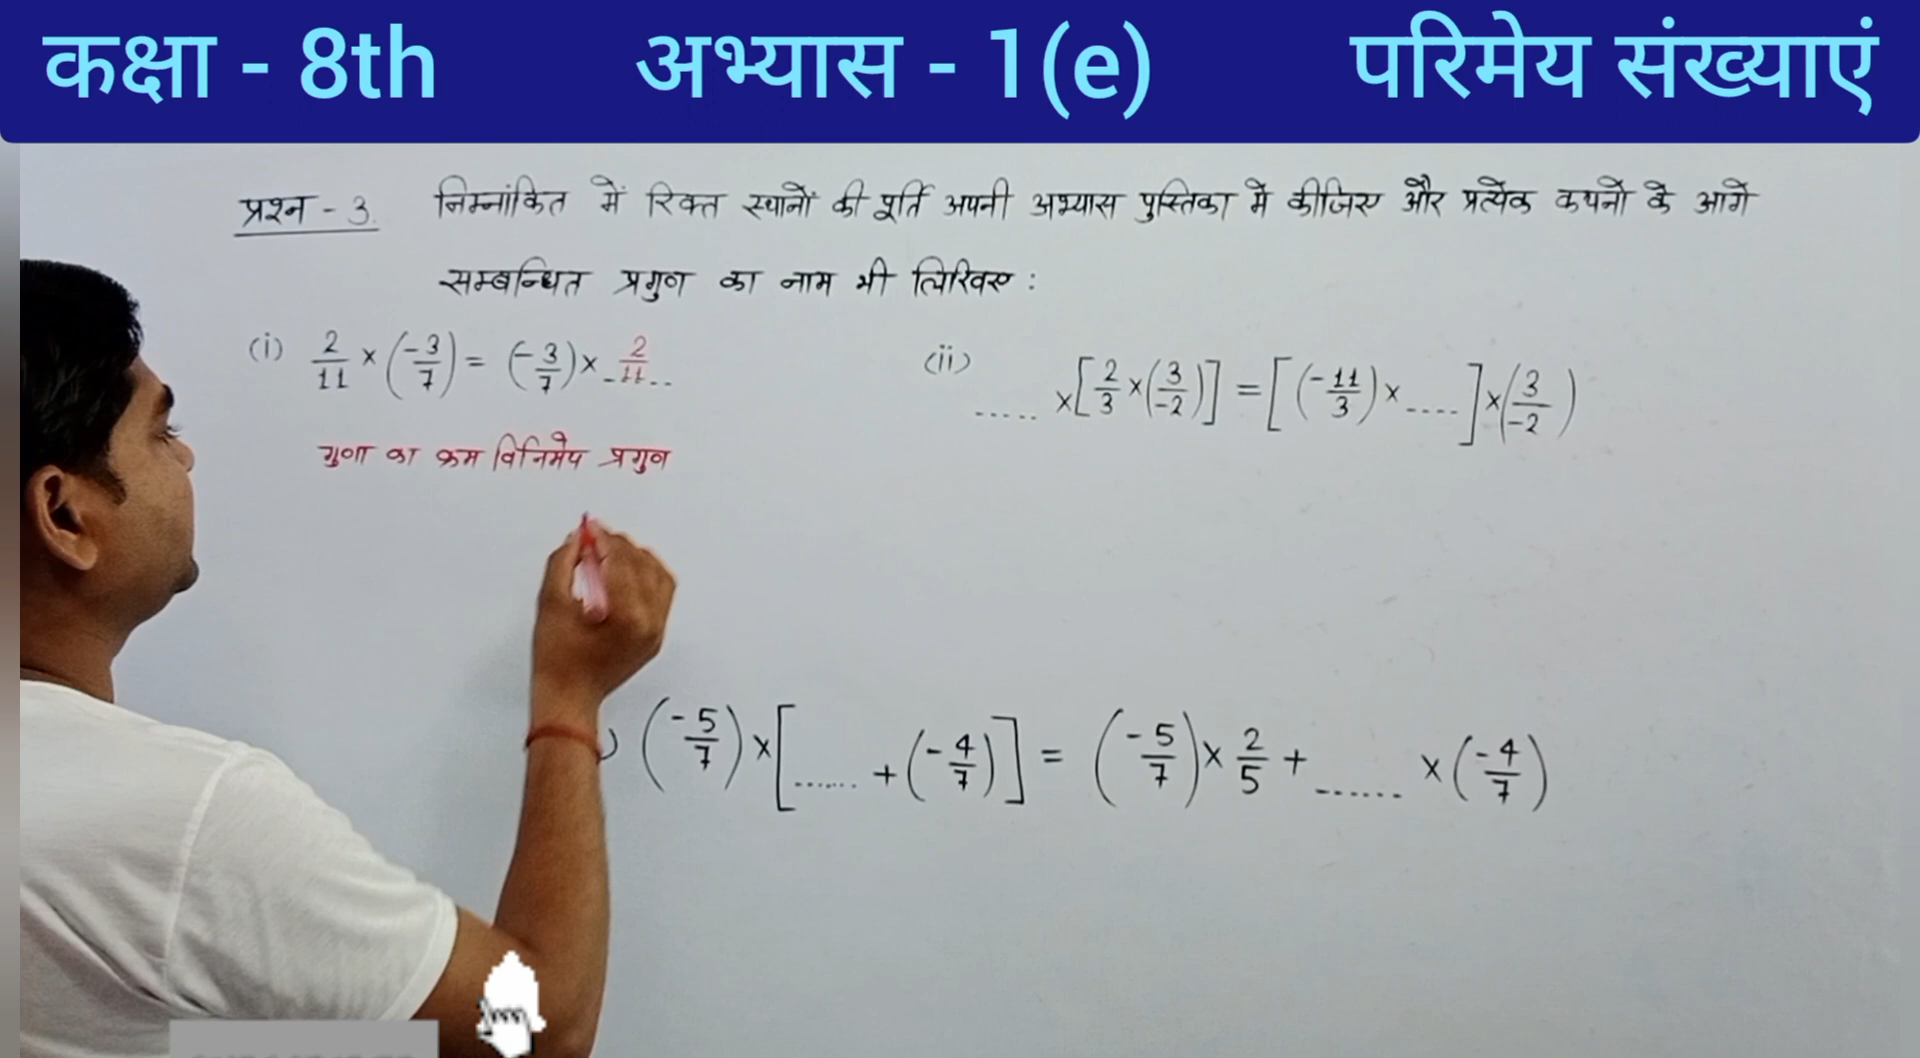 कक्षा - 8th अभ्यास - 1(e) परिमेय संख्याएं
प्रश्न - 3. निम्नांकित में रिक्त स्थानों की पूर्ति अपनी अभ्यास पुस्तिका में कीजिए और प्रत्येक कथनों के आगे
सम्बन्धित प्रगुण का नाम भी लिखिए :
(i) 2/11 × (-3/7) = (-3/7) × 2/11
(ii) ..... × [2/3 × (3/-2)] = [(-11/3) × ....] × (3/-2)
गुणा का क्रम विनिमेय प्रगुण
) (-5/7) × [...... + (-4/7)] = (-5/7) × 2/5 + ...... × (-4/7)